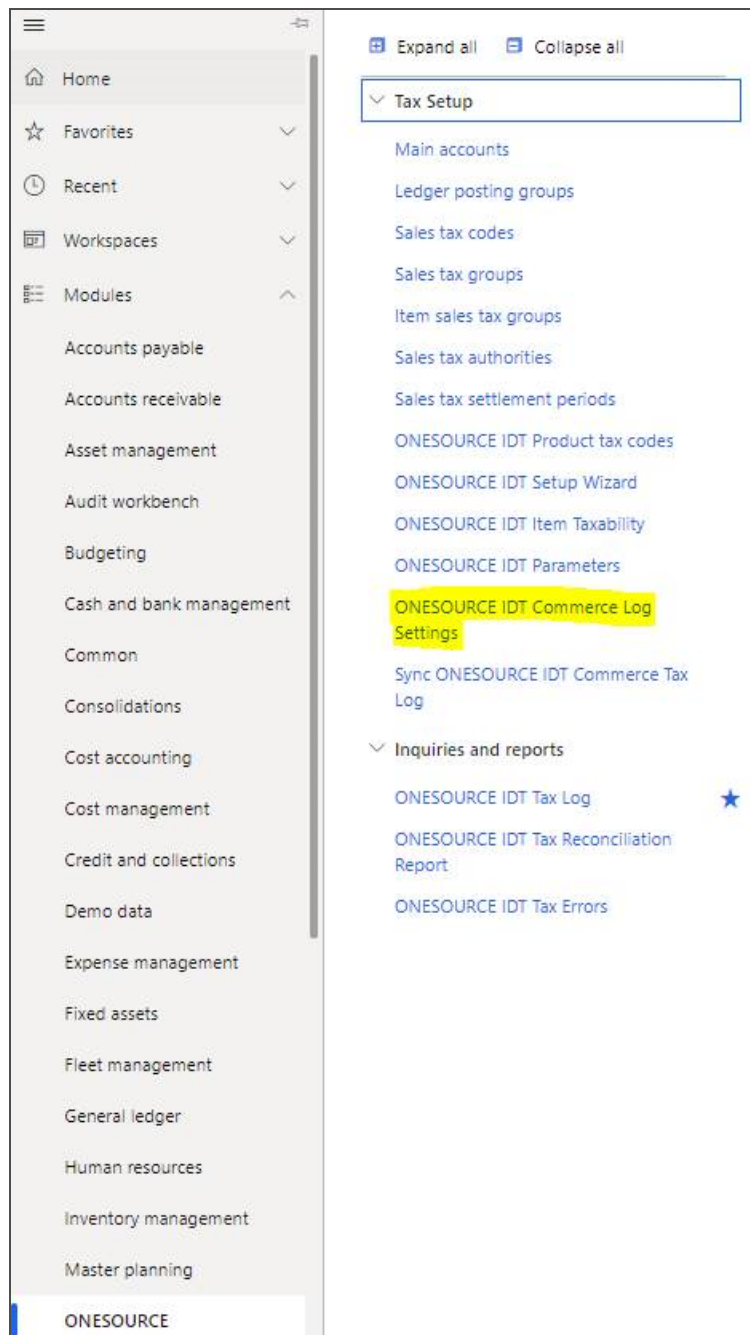 Home
Favorites
Recent
Workspaces
Modules
Accounts payable
Accounts receivable
Asset management
Audit workbench
Budgeting
Cash and bank management
Common
Consolidations
Cost accounting
Cost management
Credit and collections
Demo data
Expense management
Fixed assets
Fleet management
General ledger
Human resources
Inventory management
Master planning
ONESOURCE
Expand all Collapse all
Tax Setup
Main accounts
Ledger posting groups
Sales tax codes
Sales tax groups
Item sales tax groups
Sales tax authorities
Sales tax settlement periods
ONESOURCE IDT Product tax codes
ONESOURCE IDT Setup Wizard
ONESOURCE IDT Item Taxability
ONESOURCE IDT Parameters
ONESOURCE IDT Commerce Log
Settings
Sync ONESOURCE IDT Commerce Tax
Log
Inquiries and reports
ONESOURCE IDT Tax Log
ONESOURCE IDT Tax Reconciliation
Report
ONESOURCE IDT Tax Errors